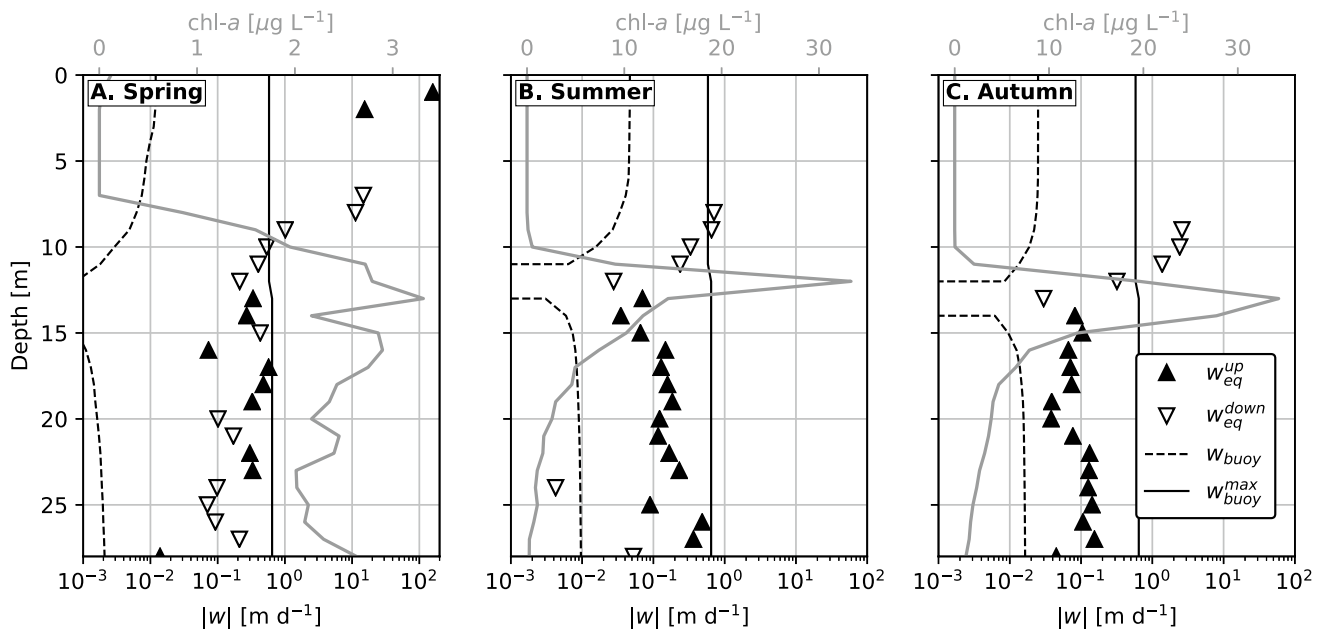 chl-a [μg L⁻¹] chl-a [μg L⁻¹] chl-a [μg L⁻¹]
0 1 2 3 0 10 20 30 0 10 20 30
0 A. Spring B. Summer C. Autumn
5
10
15
20
25
Depth [m]
w_eq^up
w_eq^down
w_buoy
w_buoy^max
10⁻³ 10⁻² 10⁻¹ 10⁰ 10¹ 10² 10⁻³ 10⁻² 10⁻¹ 10⁰ 10¹ 10² 10⁻³ 10⁻² 10⁻¹ 10⁰ 10¹ 10²
|w| [m d⁻¹] |w| [m d⁻¹] |w| [m d⁻¹]